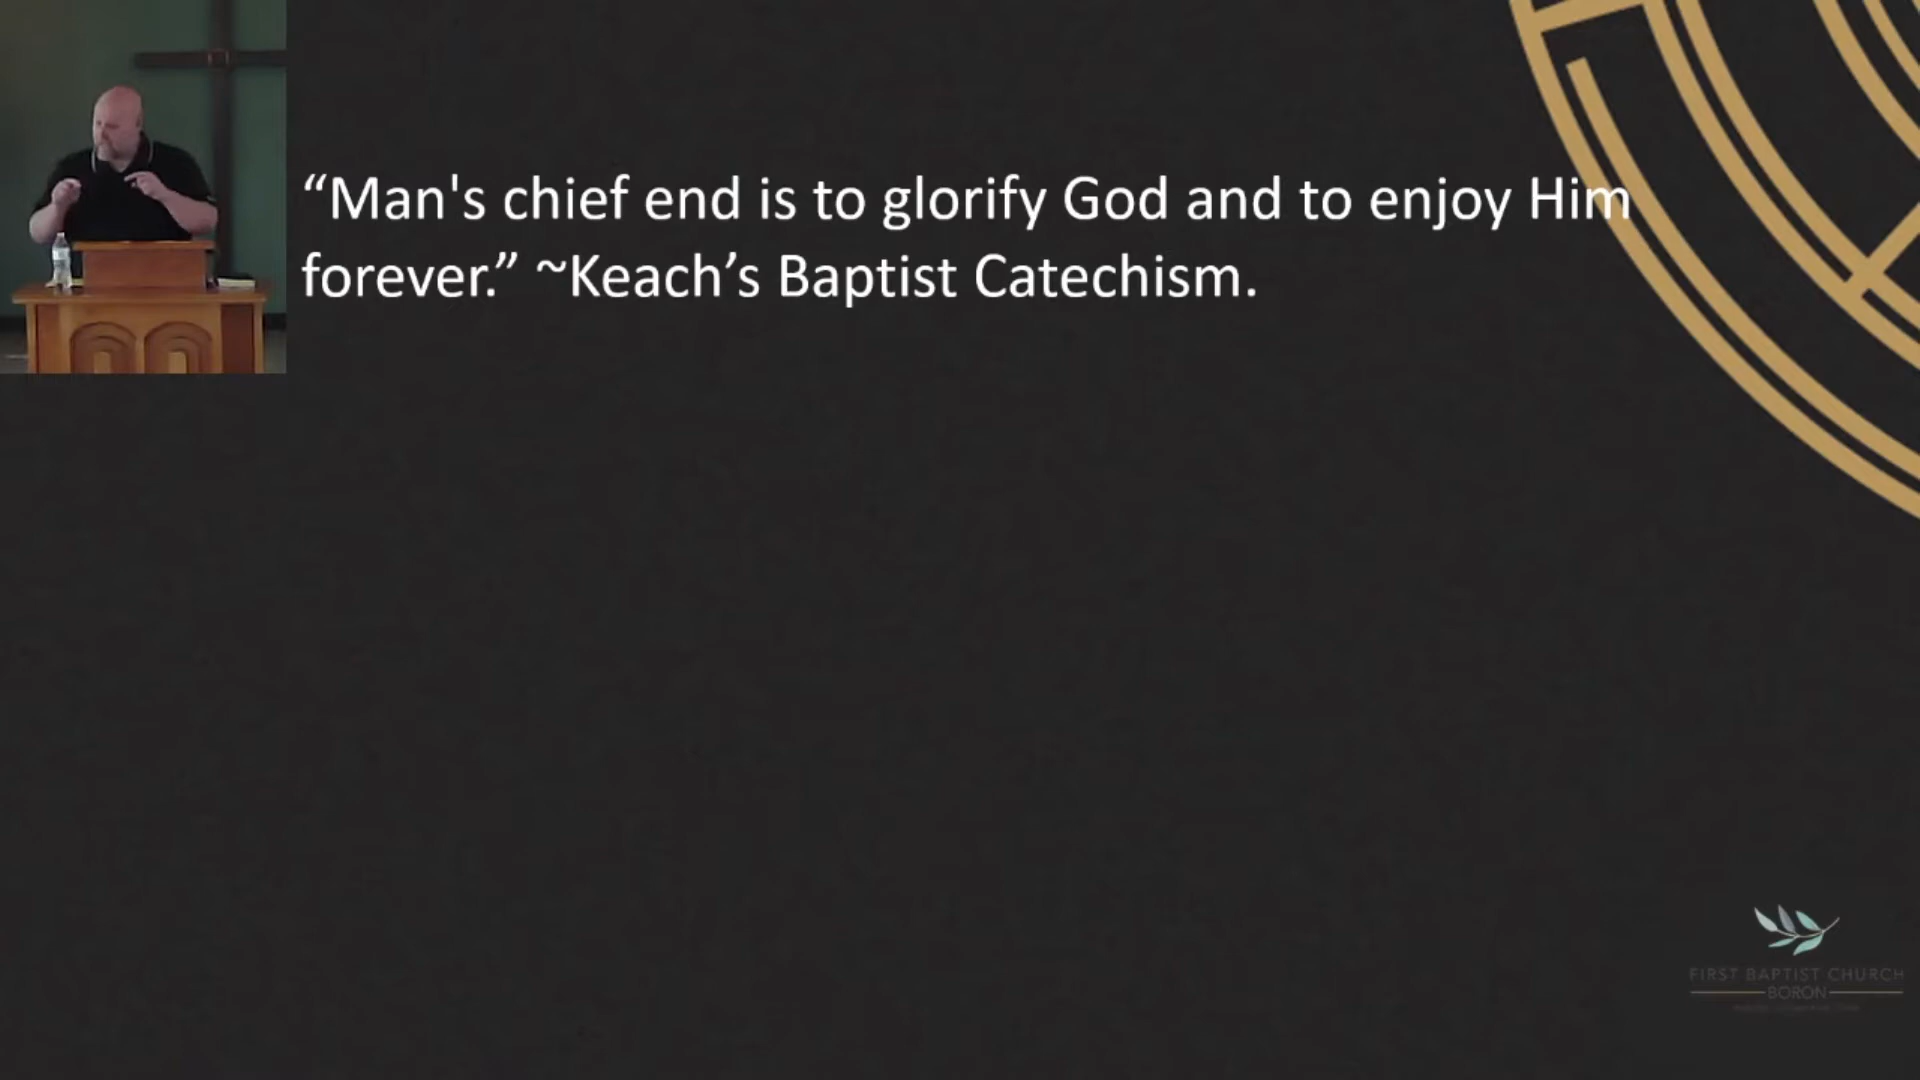 “Man's chief end is to glorify God and to enjoy Him
forever.” ~Keach’s Baptist Catechism.
FIRST BAPTIST CHURCH
BORON